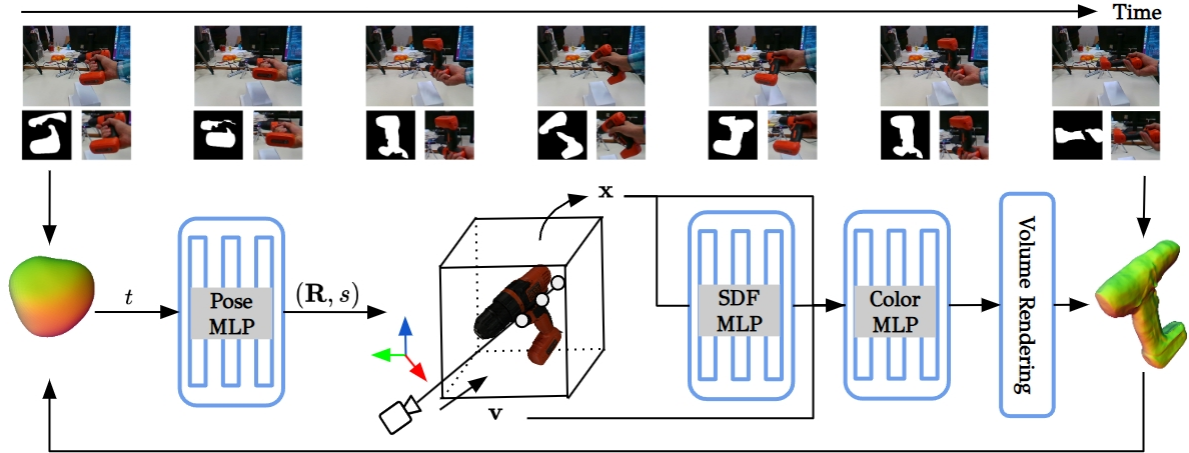 Time
x
t
Pose
MLP
(R, s)
v
SDF
MLP
Color
MLP
Volume Rendering